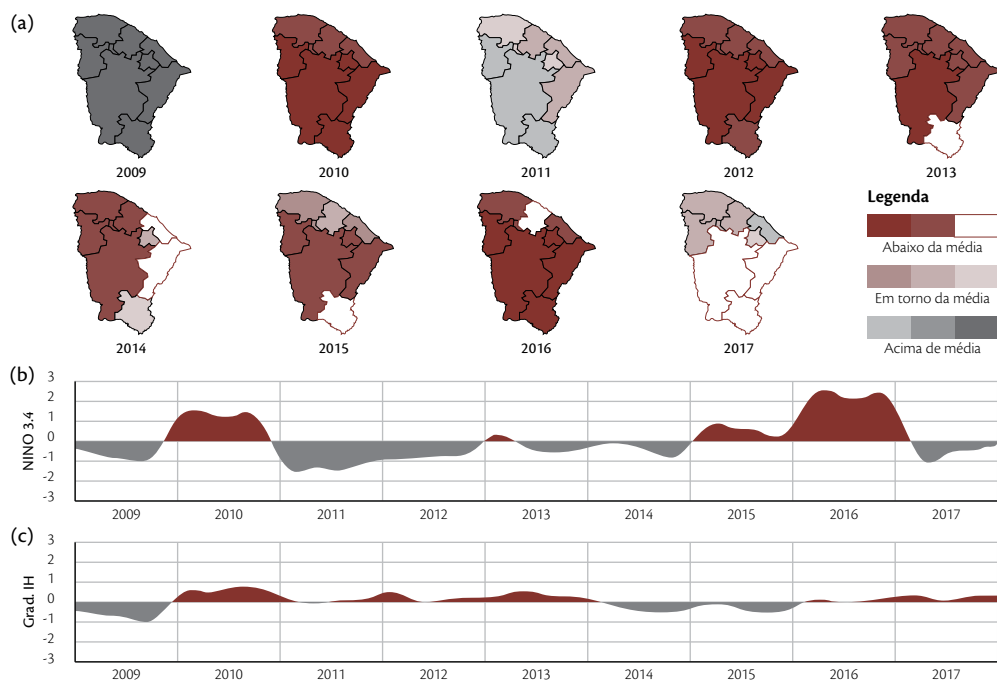 (a)
2009 2010 2011 2012 2013
Legenda
Abaixo da média
Em torno da média
Acima de média
2014 2015 2016 2017
(b)
NINO 3.4
3
2
1
0
-1
-2
-3
2009 2010 2011 2012 2013 2014 2015 2016 2017
(c)
Grad. IH
3
2
1
0
-1
-2
-3
2009 2010 2011 2012 2013 2014 2015 2016 2017